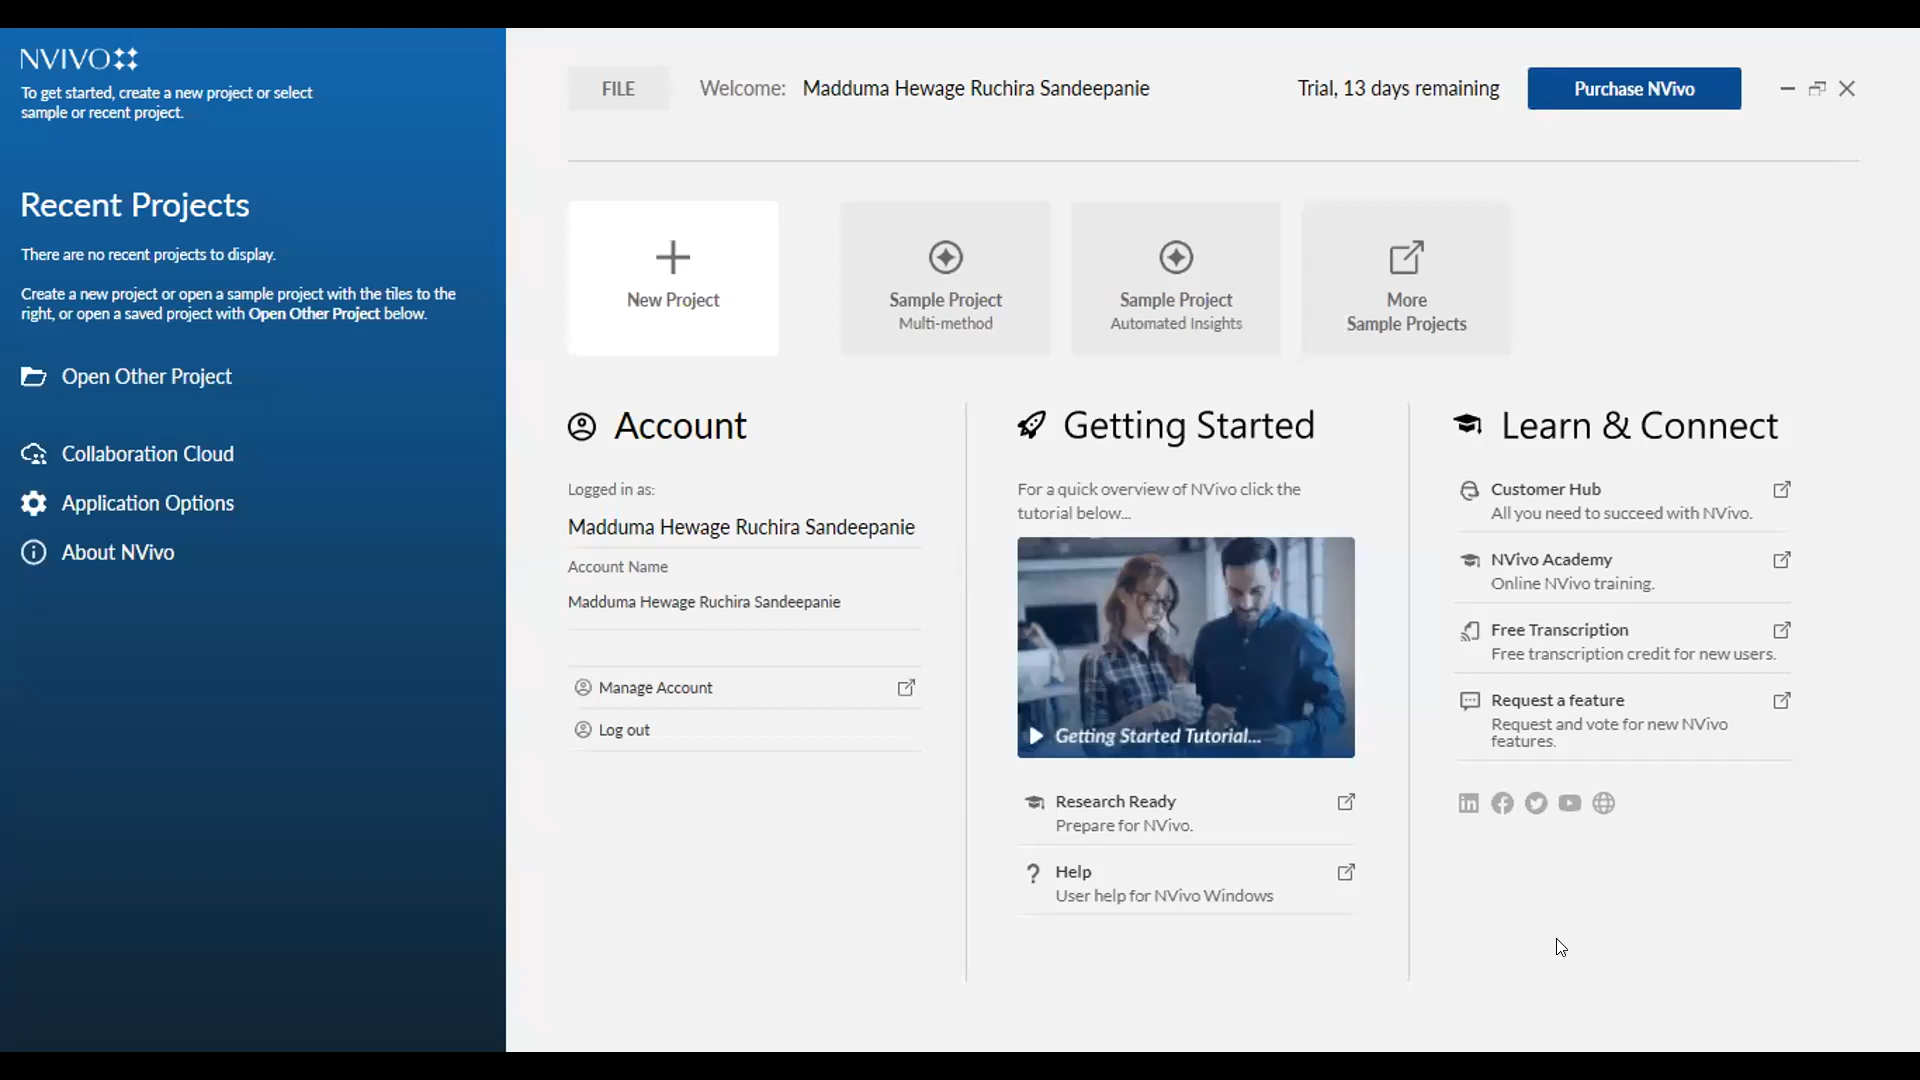 NVIVO
To get started, create a new project or select
sample or recent project.
Recent Projects
There are no recent projects to display.
Create a new project or open a sample project with the tiles to the
right, or open a saved project with Open Other Project below.
Open Other Project
Collaboration Cloud
Application Options
About NVivo
FILE
Welcome: Madduma Hewage Ruchira Sandeepanie
Trial, 13 days remaining
Purchase NVivo
New Project
Sample Project
Multi-method
Sample Project
Automated Insights
More
Sample Projects
Account
Logged in as:
Madduma Hewage Ruchira Sandeepanie
Account Name
Madduma Hewage Ruchira Sandeepanie
Manage Account
Log out
Getting Started
For a quick overview of NVivo click the
tutorial below...
Getting Started Tutorial...
Research Ready
Prepare for NVivo.
Help
User help for NVivo Windows
Learn & Connect
Customer Hub
All you need to succeed with NVivo.
NVivo Academy
Online NVivo training.
Free Transcription
Free transcription credit for new users.
Request a feature
Request and vote for new NVivo
features.